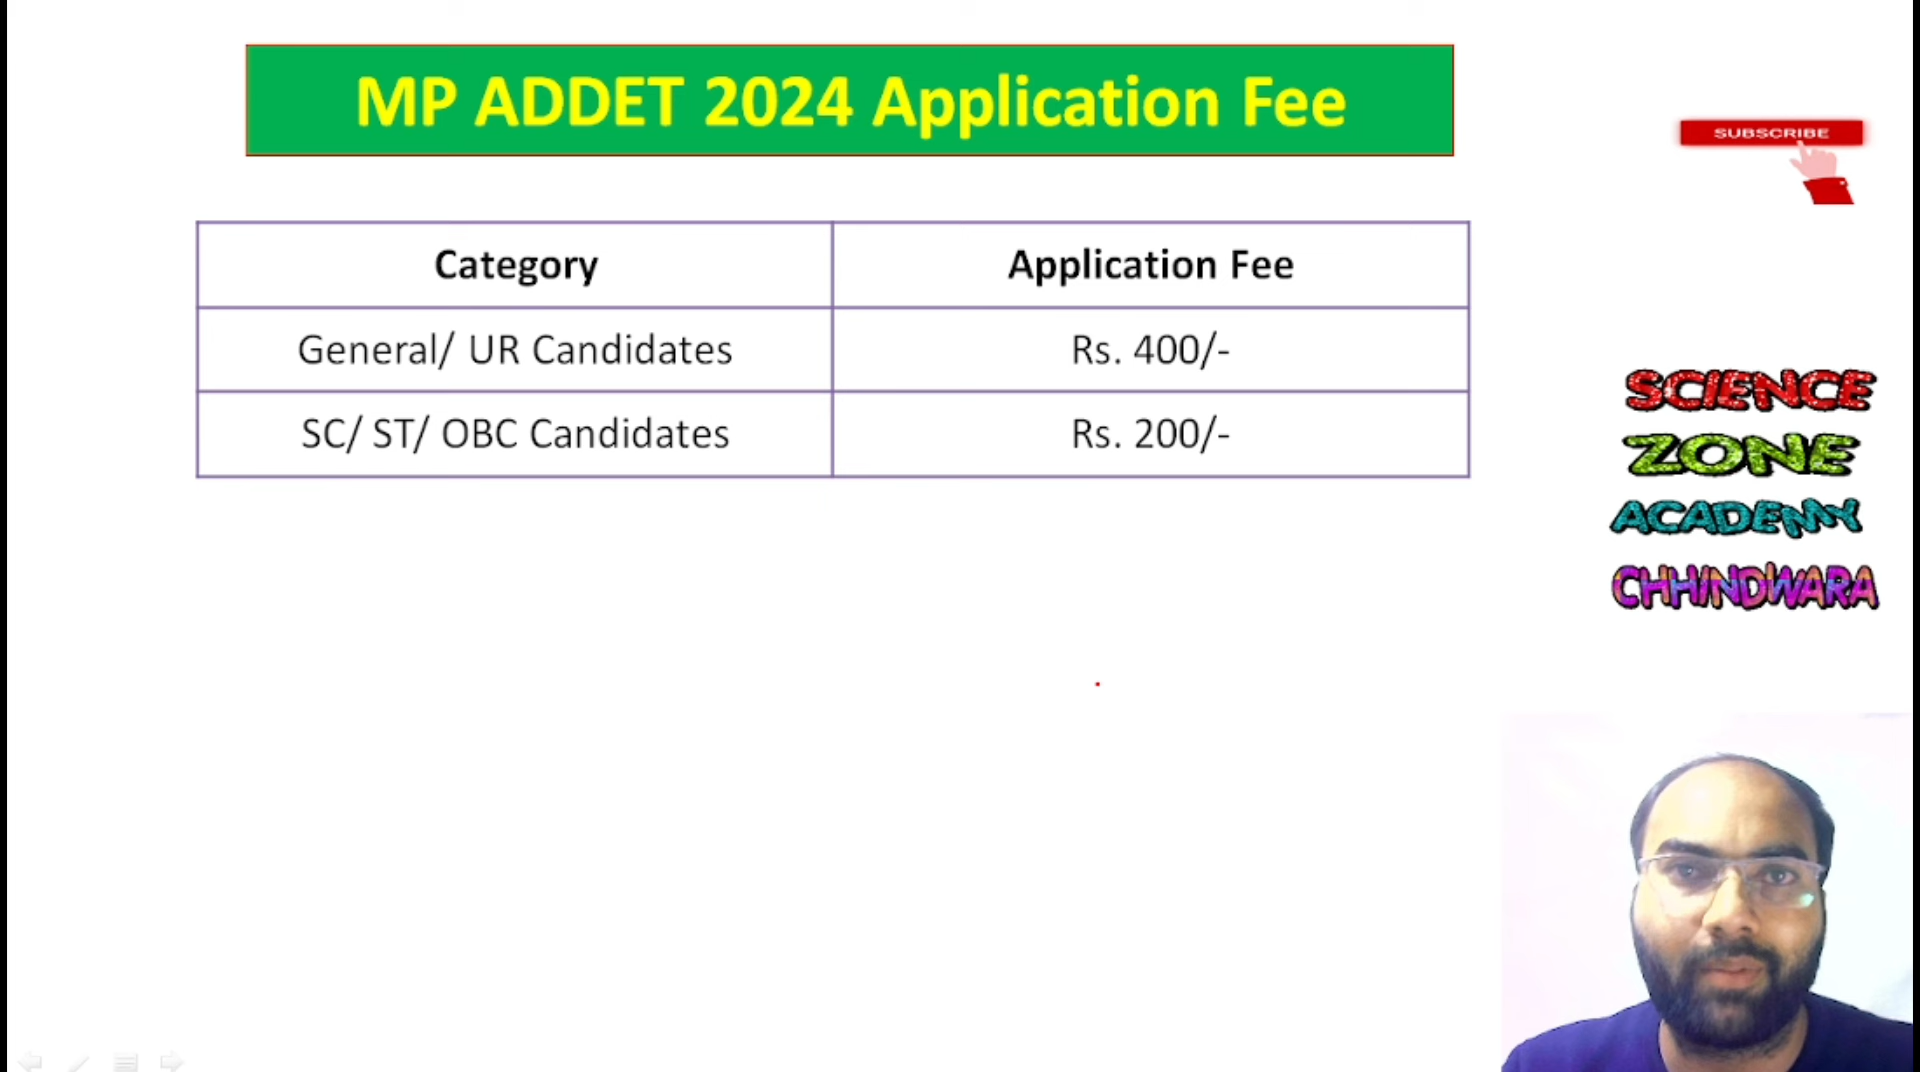 MP ADDET 2024 Application Fee
SUBSCRIBE
Category Application Fee
General/ UR Candidates Rs. 400/-
SC/ ST/ OBC Candidates Rs. 200/-
SCIENCE
ZONE
ACADEMY
CHHINDWARA